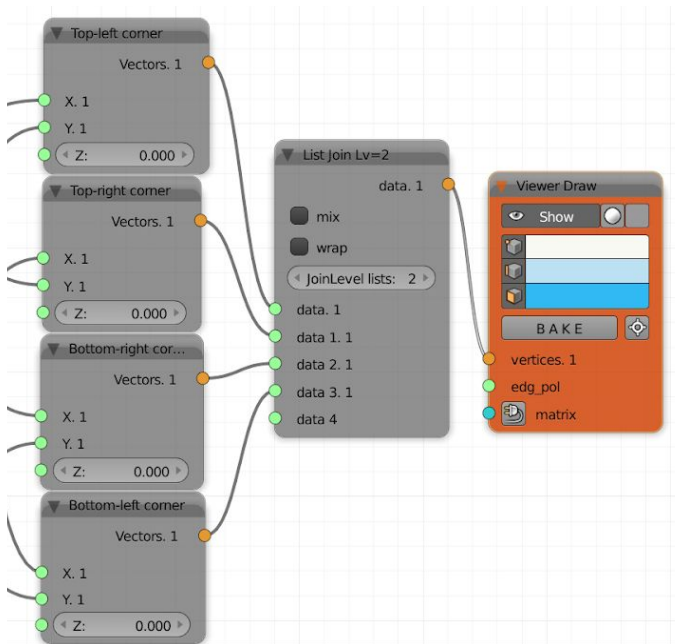 Top-left corner
Vectors. 1
X. 1
Y. 1
Z: 0.000
Top-right corner
Vectors. 1
X. 1
Y. 1
Z: 0.000
Bottom-right cor...
Vectors. 1
X. 1
Y. 1
Z: 0.000
Bottom-left corner
Vectors. 1
X. 1
Y. 1
Z: 0.000
List Join Lv=2
data. 1
mix
wrap
JoinLevel lists: 2
data. 1
data 1. 1
data 2. 1
data 3. 1
data 4
Viewer Draw
Show
B A K E
vertices. 1
edg_pol
matrix